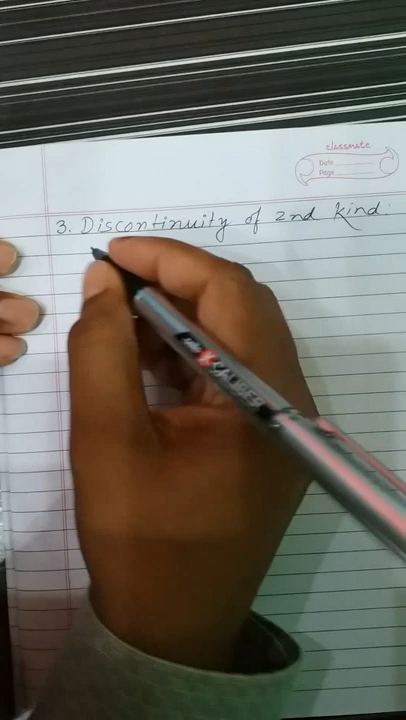 classmate
Date
Page
3. Discontinuity of 2nd kind: